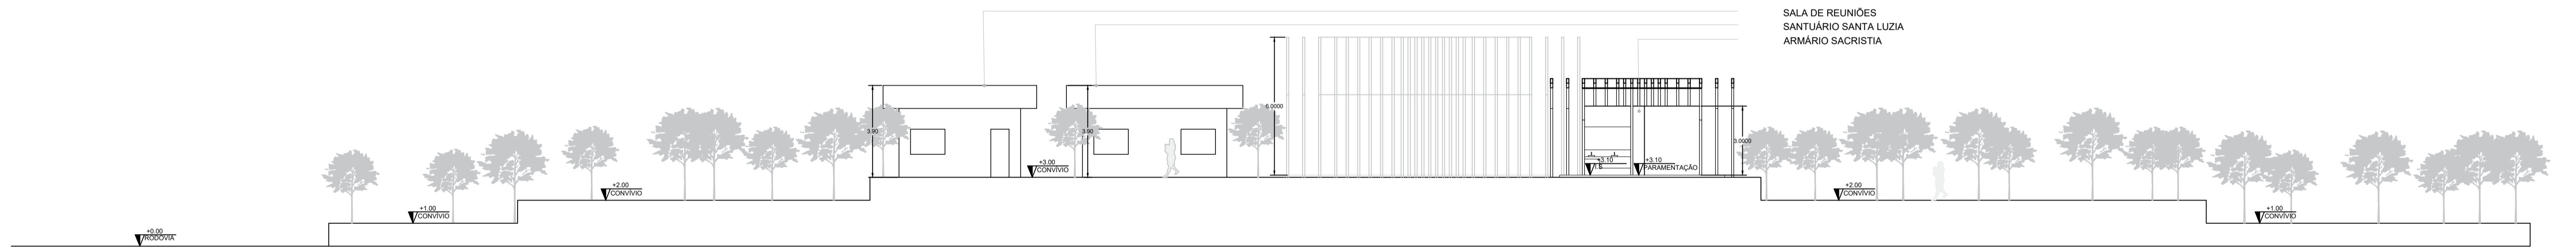 SALA DE REUNIÕES
SANTUÁRIO SANTA LUZIA
ARMÁRIO SACRISTIA
6.0000
3.90
3.90
3.0000
+3.00
CONVÍVIO
+3.10
I.S
+3.10
PARAMENTAÇÃO
+2.00
CONVÍVIO
+2.00
CONVÍVIO
+1.00
CONVÍVIO
+1.00
CONVÍVIO
+0.00
RODOVIA